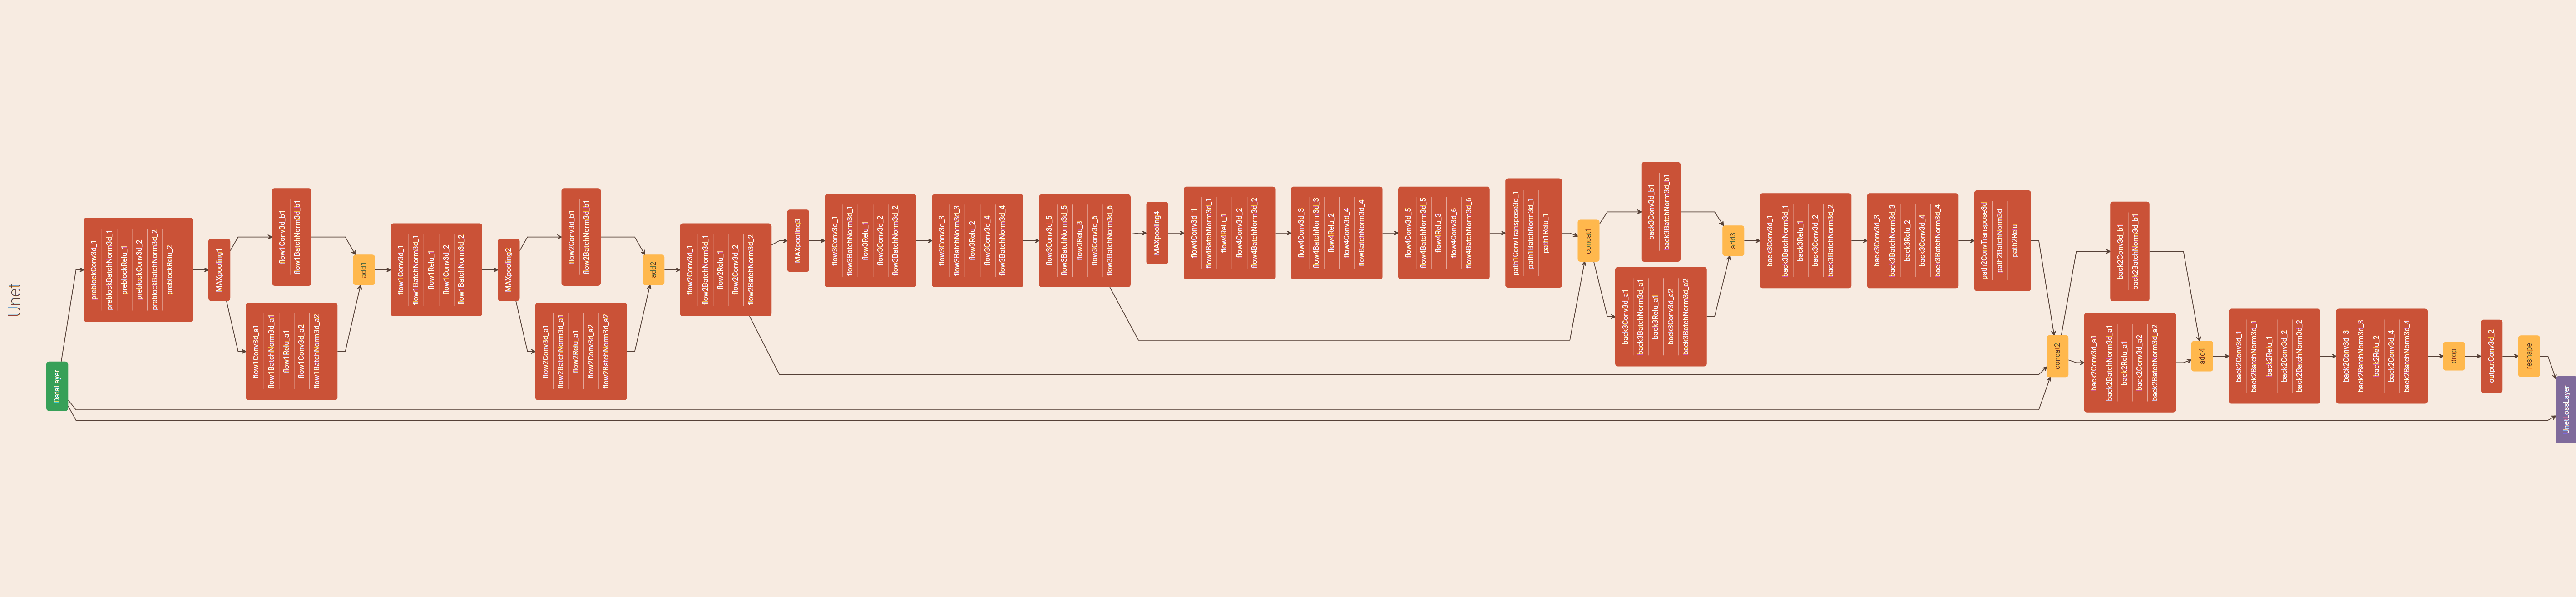 Unet
DataLayer
preblockConv3d_1
preblockBatchNorm3d_1
preblockRelu_1
preblockConv3d_2
preblockBatchNorm3d_2
preblockRelu_2
MAXpooling1
flow1Conv3d_b1
flow1BatchNorm3d_b1
flow1Conv3d_a1
flow1BatchNorm3d_a1
flow1Relu_a1
flow1Conv3d_a2
flow1BatchNorm3d_a2
add1
flow1Conv3d_1
flow1BatchNorm3d_1
flow1Relu_1
flow1Conv3d_2
flow1BatchNorm3d_2
MAXpooling2
flow2Conv3d_b1
flow2BatchNorm3d_b1
flow2Conv3d_a1
flow2BatchNorm3d_a1
flow2Relu_a1
flow2Conv3d_a2
flow2BatchNorm3d_a2
add2
flow2Conv3d_1
flow2BatchNorm3d_1
flow2Relu_1
flow2Conv3d_2
flow2BatchNorm3d_2
MAXpooling3
flow3Conv3d_1
flow3BatchNorm3d_1
flow3Relu_1
flow3Conv3d_2
flow3BatchNorm3d_2
flow3Conv3d_3
flow3BatchNorm3d_3
flow3Relu_2
flow3Conv3d_4
flow3BatchNorm3d_4
flow3Conv3d_5
flow3BatchNorm3d_5
flow3Relu_3
flow3Conv3d_6
flow3BatchNorm3d_6
MAXpooling4
flow4Conv3d_1
flow4BatchNorm3d_1
flow4Relu_1
flow4Conv3d_2
flow4BatchNorm3d_2
flow4Conv3d_3
flow4BatchNorm3d_3
flow4Relu_2
flow4Conv3d_4
flowBatchNorm3d_4
flow4Conv3d_5
flow4BatchNorm3d_5
flow4Relu_3
flow4Conv3d_6
flow4BatchNorm3d_6
path1ConvTranspose3d_1
path1BatchNorm3d_1
path1Relu_1
concat1
back3Conv3d_b1
back3BatchNorm3d_b1
back3Conv3d_a1
back3BatchNorm3d_a1
back3Relu_a1
back3Conv3d_a2
back3BatchNorm3d_a2
add3
back3Conv3d_1
back3BatchNorm3d_1
back3Relu_1
back3Conv3d_2
back3BatchNorm3d_2
back3Conv3d_3
back3BatchNorm3d_3
back3Relu_2
back3Conv3d_4
back3BatchNorm3d_4
path2ConvTranspose3d
path2BatchNorm3d
path2Relu
concat2
back2Conv3d_b1
back2BatchNorm3d_b1
back2Conv3d_a1
back2BatchNorm3d_a1
back2Relu_a1
back2Conv3d_a2
back2BatchNorm3d_a2
add4
back2Conv3d_1
back2BatchNorm3d_1
back2Relu_1
back2Conv3d_2
back2BatchNorm3d_2
back2Conv3d_3
back2BatchNorm3d_3
back2Relu_2
back2Conv3d_4
back2BatchNorm3d_4
drop
outputConv3d_2
reshape
UnetLossLayer